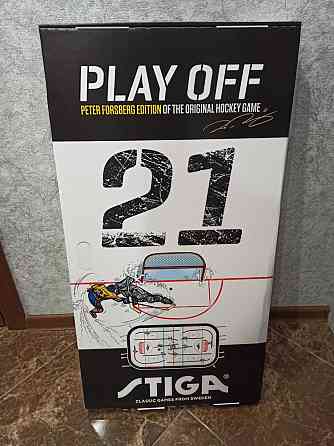 PLAY OFF
PETER FORSBERG EDITION OF THE ORIGINAL HOCKEY GAME
21
STIGA
CLASSIC GAMES FROM SWEDEN